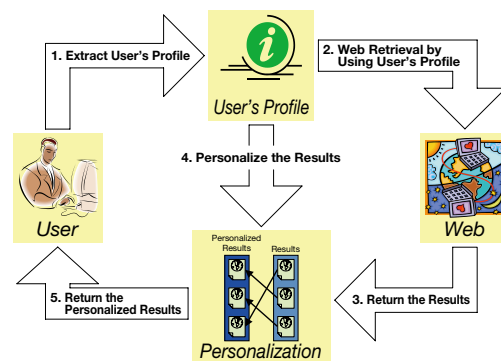 1. Extract User's Profile
2. Web Retrieval by
Using User's Profile
User's Profile
4. Personalize the Results
User
Web
Personalized
Results
Results
5. Return the
Personalized Results
3. Return the Results
Personalization